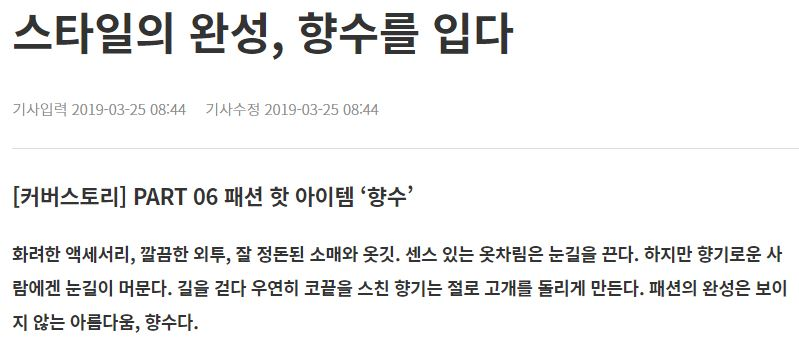 스타일의 완성, 향수를 입다
기사입력 2019-03-25 08:44 기사수정 2019-03-25 08:44
[커버스토리] PART 06 패션 핫 아이템 ‘향수’
화려한 액세서리, 깔끔한 외투, 잘 정돈된 소매와 옷깃. 센스 있는 옷차림은 눈길을 끈다. 하지만 향기로운 사
람에겐 눈길이 머문다. 길을 걷다 우연히 코끝을 스친 향기는 절로 고개를 돌리게 만든다. 패션의 완성은 보이
지 않는 아름다움, 향수다.